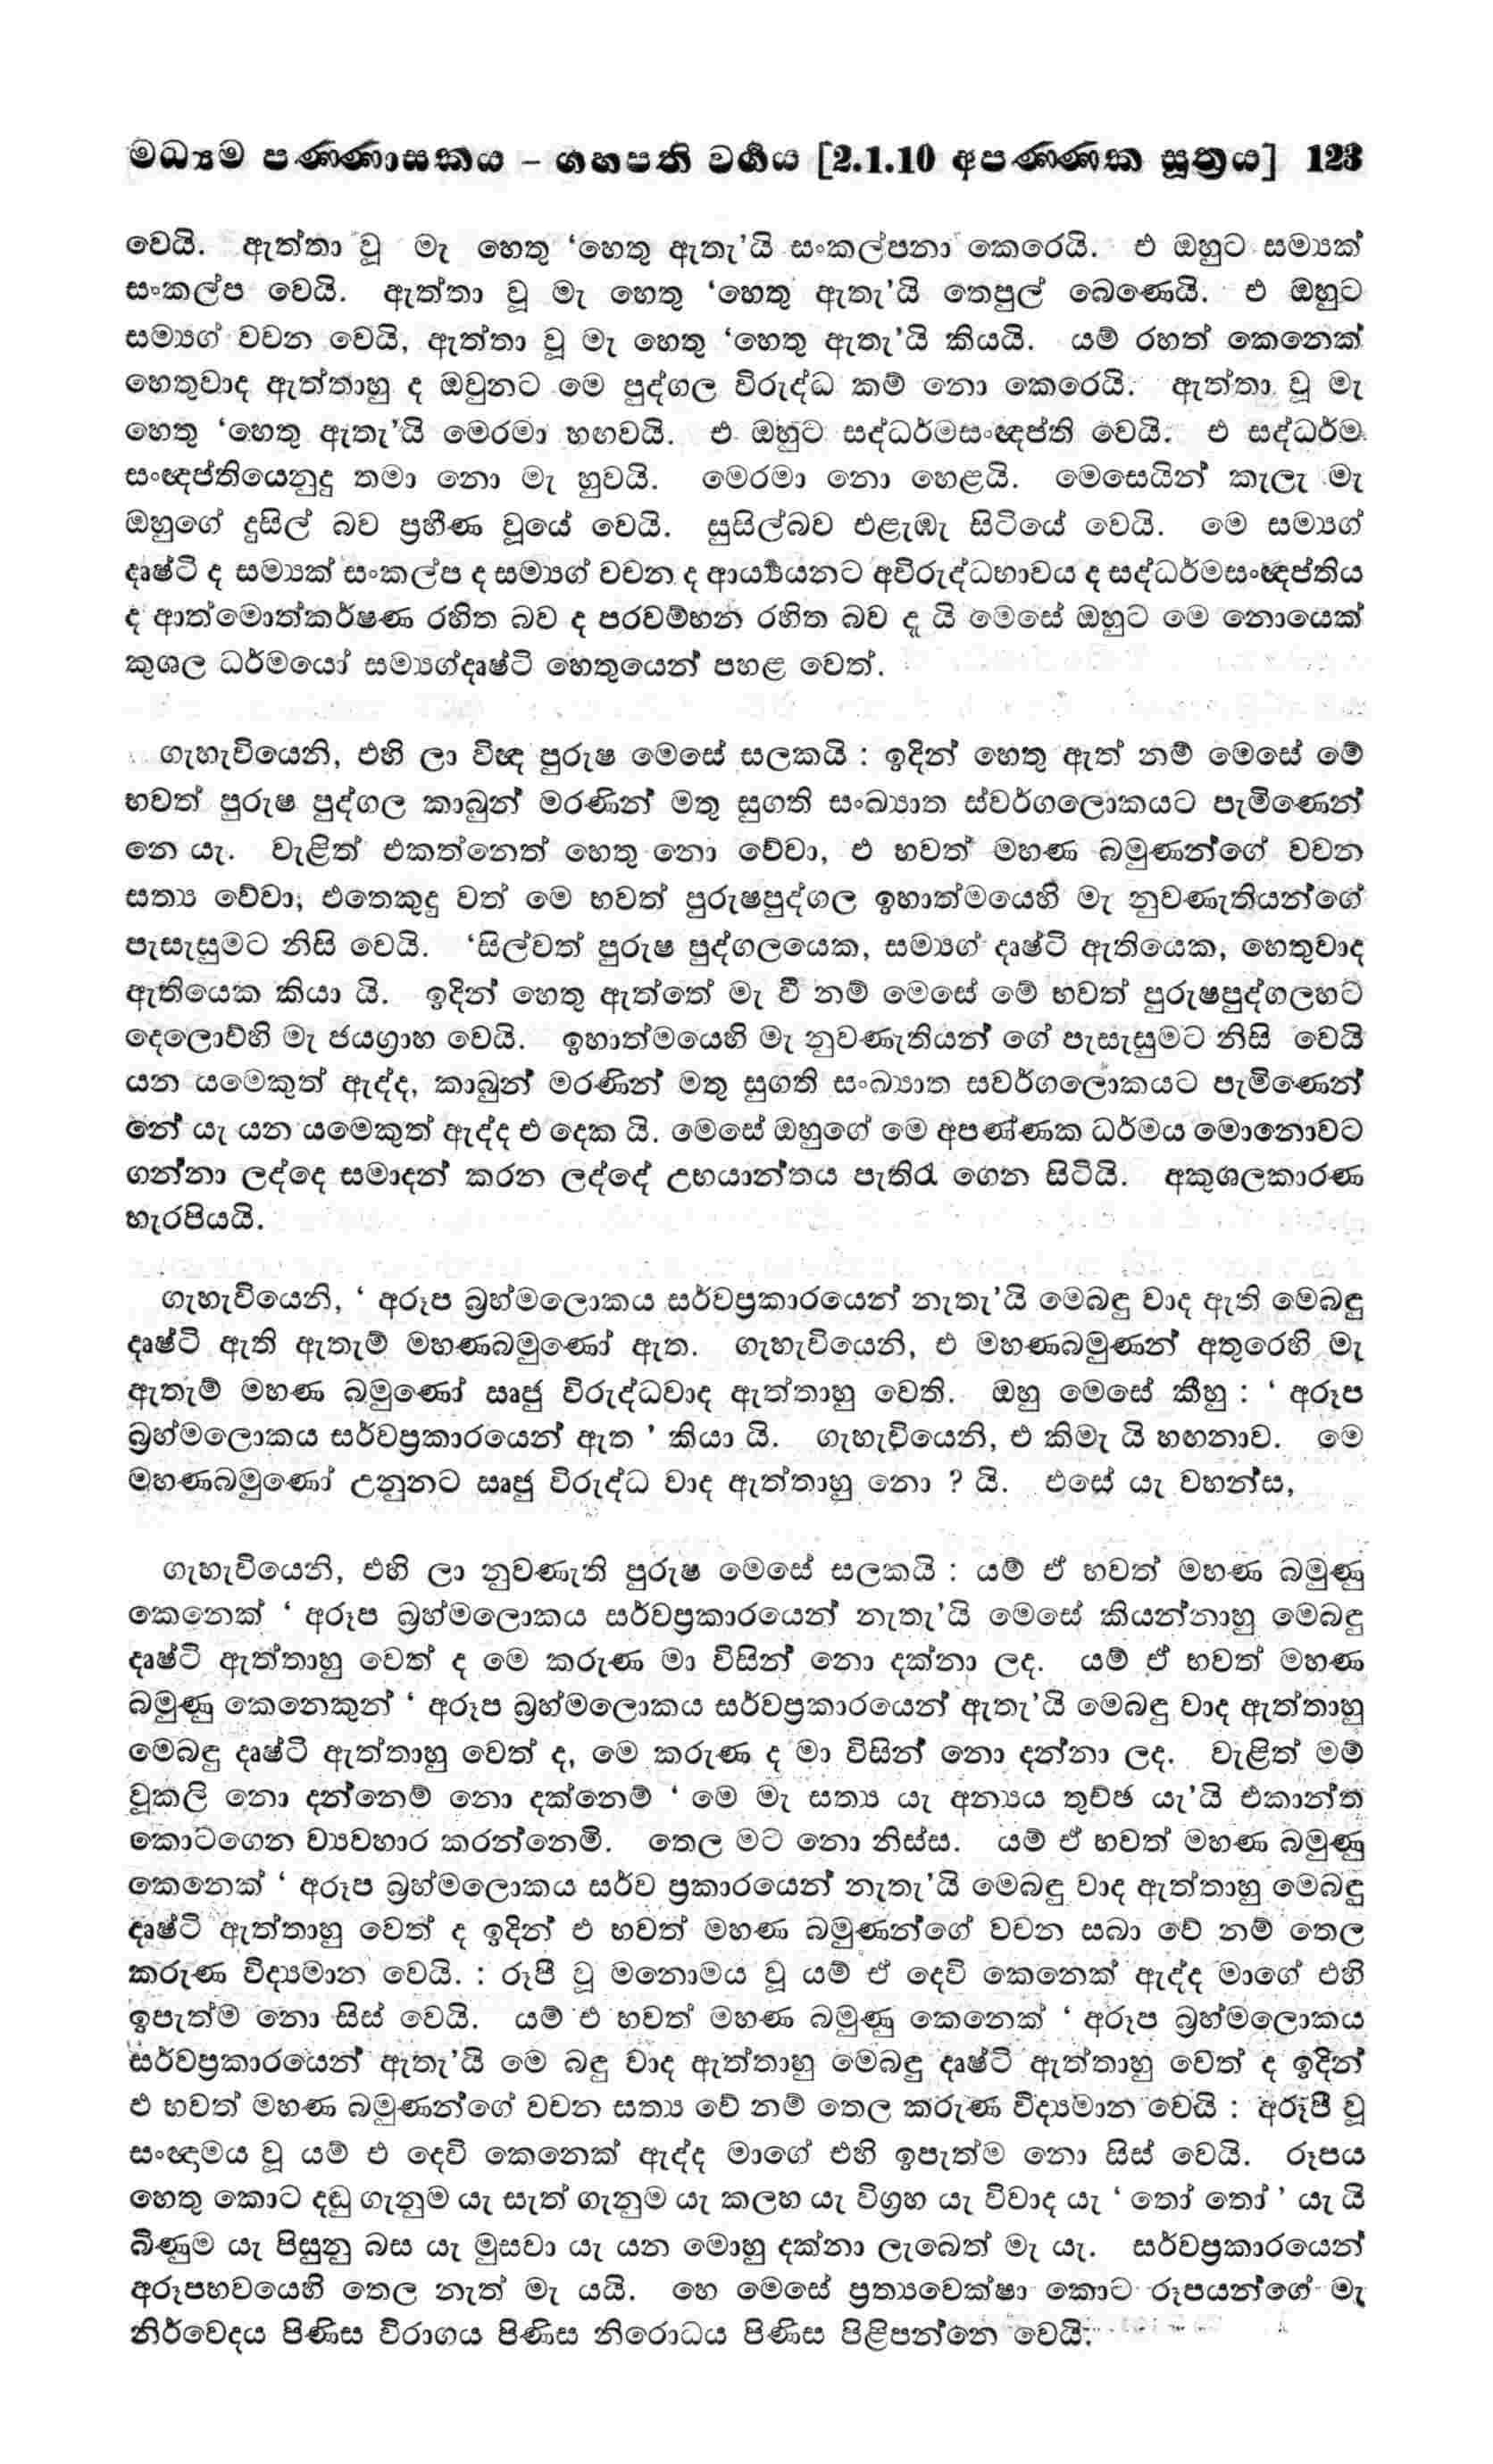 මධ්‍යම පණ්ණාසකය – ගහපති වර්‍ගය [2.1.10 අපණ්ණක සූත්‍රය] 123
වෙයි. ඇත්තා වූ මැ හෙතු ‘හෙතු ඇතැ’යි සංකල්පනා කෙරෙයි. එ ඔහුට සම්‍යක්
සංකල්ප වෙයි. ඇත්තා වූ මැ හෙතු ‘හෙතු ඇතැ’යි තෙපුල් බෙණෙයි. එ ඔහුට
සම්‍යග් වචන වෙයි, ඇත්තා වූ මැ හෙතු ‘හෙතු ඇතැ’යි කියයි. යම් රහත් කෙනෙක්
හෙතුවාද ඇත්තාහු ද ඔවුනට මෙ පුද්ගල විරුද්ධ කම් නො කෙරෙයි. ඇත්තා වූ මැ
හෙතු ‘හෙතු ඇතැ’යි මෙරමා හඟවයි. එ ඔහුට සද්ධර්මසංඥප්ති වෙයි. එ සද්ධර්ම
සංඥප්තියෙනුදු තමා නො මැ හුවයි. මෙරමා නො හෙළයි. මෙසෙයින් කැලැ මැ
ඔහුගේ දුසිල් බව ප්‍රහීණ වූයේ වෙයි. සුසිල්බව එළැඹැ සිටියේ වෙයි. මෙ සම්‍යග්
දෘෂ්ටි ද සම්‍යක් සංකල්ප ද සම්‍යග් වචන ද ආර්‍ය්‍යයනට අවිරුද්ධභාවය ද සද්ධර්මසංඥප්තිය
ද ආත්මොත්කර්ෂණ රහිත බව ද පරවම්භන රහිත බව දැ යි මෙසේ ඔහුට මෙ නොයෙක්
කුශල ධර්මයෝ සම්‍යග්දෘෂ්ටි හෙතුයෙන් පහළ වෙත්.
ගැහැවියෙනි, එහි ලා විඥ පුරුෂ මෙසේ සලකයි : ඉදින් හෙතු ඇත් නම් මෙසේ මේ
භවත් පුරුෂ පුද්ගල කාබුන් මරණින් මතු සුගති සංඛ්‍යාත ස්වර්ගලොකයට පැමිණෙන්
නෙ යැ. වැළිත් එකත්නෙත් හෙතු නො වේවා, එ භවත් මහණ බමුණන්ගේ වචන
සත්‍ය වේවා; එතෙකුදු වත් මෙ භවත් පුරුෂපුද්ගල ඉහාත්මයෙහි මැ නුවණැතියන්ගේ
පැසැසුමට නිසි වෙයි. ‘සිල්වත් පුරුෂ පුද්ගලයෙක, සම්‍යග් දෘෂ්ටි ඇතියෙක, හෙතුවාද
ඇතියෙක කියා යි. ඉදින් හෙතු ඇත්තේ මැ වී නම් මෙසේ මේ භවත් පුරුෂපුද්ගලහට
දෙලොව්හි මැ ජයග්‍රාහ වෙයි. ඉහාත්මයෙහි මැ නුවණැතියන් ගේ පැසැසුමට නිසි වෙයි
යන යමෙකුත් ඇද්ද, කාබුන් මරණින් මතු සුගති සංඛ්‍යාත සවර්ගලොකයට පැමිණෙන්
නේ යැ යන යමෙකුත් ඇද්ද එ දෙක යි. මෙසේ ඔහුගේ මෙ අපණ්ණක ධර්මය මොනොවට
ගන්නා ලද්දෙ සමාදන් කරන ලද්දේ උභයාන්තය පැතිරැ ගෙන සිටියි. අකුශලකාරණ
හැරපියයි.
ගැහැවියෙනි, ‘ අරූප බ්‍රහ්මලොකය සර්වප්‍රකාරයෙන් නැතැ’යි මෙබඳු වාද ඇති මෙබඳු
දෘෂ්ටි ඇති ඇතැම් මහණබමුණෝ ඇත. ගැහැවියෙනි, එ මහණබමුණන් අතුරෙහි මැ
ඇතැම් මහණ බමුණෝ ඍජු විරුද්ධවාද ඇත්තාහු වෙති. ඔහු මෙසේ කීහු : ‘ අරූප
බ්‍රහ්මලොකය සර්වප්‍රකාරයෙන් ඇත ’ කියා යි. ගැහැවියෙනි, එ කිමැ යි හඟනාව. මෙ
මහණබමුණෝ උනුනට ඍජු විරුද්ධ වාද ඇත්තාහු නො ? යි. එසේ යැ වහන්ස,
ගැහැවියෙනි, එහි ලා නුවණැති පුරුෂ මෙසේ සලකයි : යම් ඒ භවත් මහණ බමුණු
කෙනෙක් ‘ අරූප බ්‍රහ්මලොකය සර්වප්‍රකාරයෙන් නැතැ’යි මෙසේ කියන්නාහු මෙබඳු
දෘෂ්ටි ඇත්තාහු වෙත් ද මෙ කරුණ මා විසින් නො දක්නා ලද. යම් ඒ භවත් මහණ
බමුණු කෙනෙකුන් ‘ අරූප බ්‍රහ්මලොකය සර්වප්‍රකාරයෙන් ඇතැ’යි මෙබඳු වාද ඇත්තාහු
මෙබඳු දෘෂ්ටි ඇත්තාහු වෙත් ද, මෙ කරුණ ද මා විසින් නො දන්නා ලද. වැළිත් මම්
වූකලි නො දන්නෙම් නො දක්නෙම් ‘ මෙ මැ සත්‍ය යැ අන්‍යය තුච්ඡ යැ’යි එකාන්ත
කොටගෙන ව්‍යවහාර කරන්නෙමි. තෙල මට නො නිස්ස. යම් ඒ භවත් මහණ බමුණු
කෙනෙක් ‘ අරූප බ්‍රහ්මලොකය සර්ව ප්‍රකාරයෙන් නැතැ’යි මෙබඳු වාද ඇත්තාහු මෙබඳු
දෘෂ්ටි ඇත්තාහු වෙත් ද ඉදින් එ භවත් මහණ බමුණන්ගේ වචන සබා වේ නම් තෙල
කරුණ විද්‍යමාන වෙයි. : රූපී වූ මනොමය වූ යම් ඒ දෙවි කෙනෙක් ඇද්ද මාගේ එහි
ඉපැත්ම නො සිස් වෙයි. යම් එ භවත් මහණ බමුණු කෙනෙක් ‘ අරූප බ්‍රහ්මලොකය
සර්වප්‍රකාරයෙන් ඇතැ’යි මෙ බඳු වාද ඇත්තාහු මෙබඳු දෘෂ්ටි ඇත්තාහු වෙත් ද ඉදින්
එ භවත් මහණ බමුණන්ගේ වචන සත්‍ය වේ නම් තෙල කරුණ විද්‍යමාන වෙයි : අරූපී වූ
සංඥාමය වූ යම් එ දෙවි කෙනෙක් ඇද්ද මාගේ එහි ඉපැත්ම නො සිස් වෙයි. රූපය
හෙතු කොට දඬු ගැනුම යැ සැත් ගැනුම යැ කලහ යැ විග්‍රහ යැ විවාද යැ ‘ තෝ තෝ ’ යැ යි
බිණුම යැ පිසුනු බස යැ මුසවා යැ යන මොහු දක්නා ලැබෙත් මැ යැ. සර්වප්‍රකාරයෙන්
අරූපභවයෙහි තෙල නැත් මැ යයි. හෙ මෙසේ ප්‍රත්‍යවෙක්ෂා කොට රූපයන්ගේ මැ
නිර්වෙදය පිණිස විරාගය පිණිස නිරොධය පිණිස පිළිපන්නෙ වෙයි.